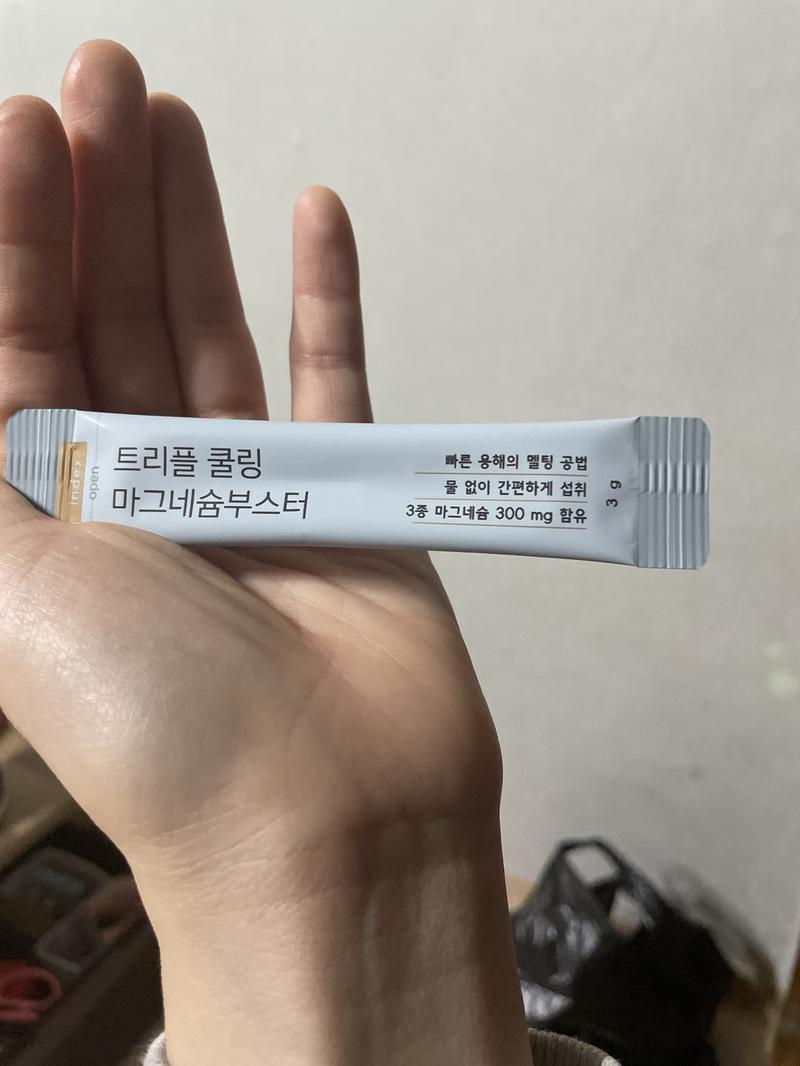 index
open
트리플 쿨링
마그네슘부스터
빠른 용해의 멜팅 공법
물 없이 간편하게 섭취
3종 마그네슘 300 mg 함유
3 g